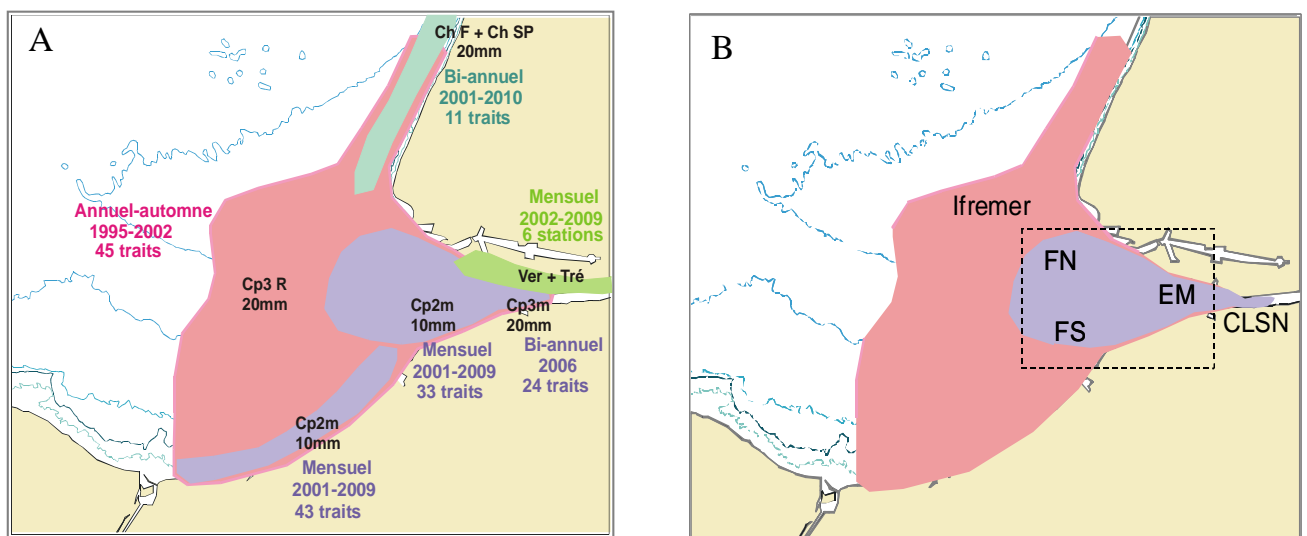 A
Ch F + Ch SP
20mm
Bi-annuel
2001-2010
11 traits
Annuel-automne
1995-2002
45 traits
Mensuel
2002-2009
6 stations
Ver + Tré
Cp3 R
20mm
Cp2m
10mm
Cp3m
20mm
Mensuel
2001-2009
33 traits
Bi-annuel
2006
24 traits
Cp2m
10mm
Mensuel
2001-2009
43 traits
B
Ifremer
FN
EM
FS
CLSN